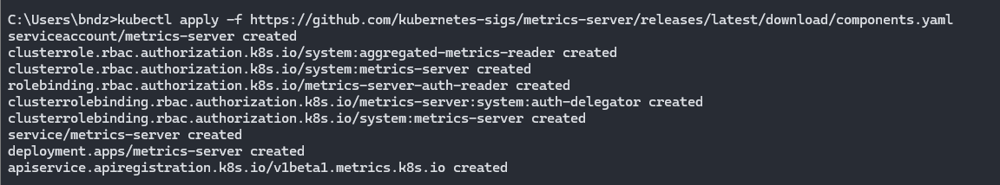 C:\Users\bndz>kubectl apply -f https://github.com/kubernetes-sigs/metrics-server/releases/latest/download/components.yaml
serviceaccount/metrics-server created
clusterrole.rbac.authorization.k8s.io/system:aggregated-metrics-reader created
clusterrole.rbac.authorization.k8s.io/system:metrics-server created
rolebinding.rbac.authorization.k8s.io/metrics-server-auth-reader created
clusterrolebinding.rbac.authorization.k8s.io/metrics-server:system:auth-delegator created
clusterrolebinding.rbac.authorization.k8s.io/system:metrics-server created
service/metrics-server created
deployment.apps/metrics-server created
apiservice.apiregistration.k8s.io/v1beta1.metrics.k8s.io created